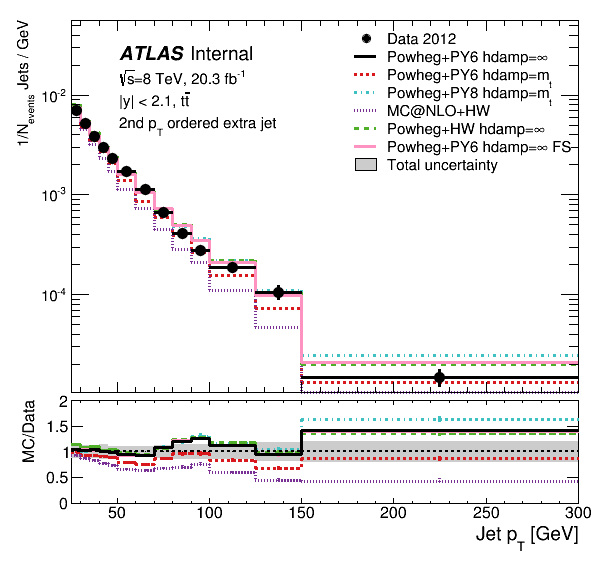 ATLAS Internal
√s=8 TeV, 20.3 fb⁻¹
|y| < 2.1, tt̄
2nd p_T ordered extra jet
Data 2012
Powheg+PY6 hdamp=∞
Powheg+PY6 hdamp=m_t
Powheg+PY8 hdamp=m_t
MC@NLO+HW
Powheg+HW hdamp=∞
Powheg+PY6 hdamp=∞ FS
Total uncertainty
1/N_events Jets / GeV
10⁻²
10⁻³
10⁻⁴
MC/Data
2
1.5
1
0.5
0
50 100 150 200 250 300
Jet p_T [GeV]